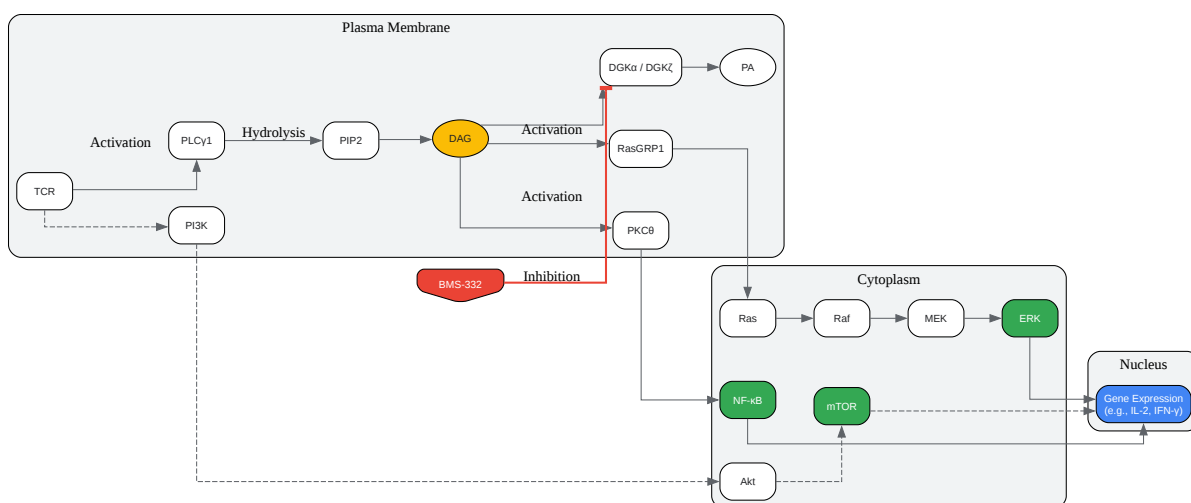 Plasma Membrane
DGKα / DGKζ
PA
Activation
PLCγ1
Hydrolysis
PIP2
DAG
Activation
RasGRP1
TCR
Activation
PI3K
PKCθ
BMS-332
Inhibition
Cytoplasm
Ras
Raf
MEK
ERK
Nucleus
NF-κB
mTOR
Gene Expression
(e.g., IL-2, IFN-γ)
Akt